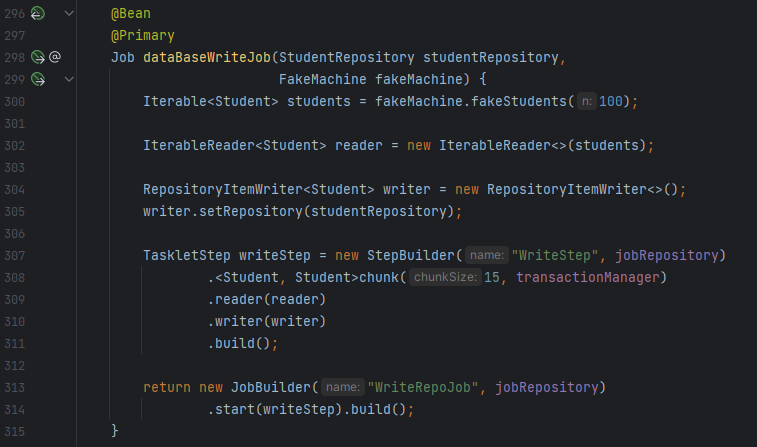 296 @Bean
297 @Primary
298 @ Job dataBaseWriteJob(StudentRepository studentRepository,
299 FakeMachine fakeMachine) {
300 Iterable<Student> students = fakeMachine.fakeStudents( n: 100);
301
302 IterableReader<Student> reader = new IterableReader<>(students);
303
304 RepositoryItemWriter<Student> writer = new RepositoryItemWriter<>();
305 writer.setRepository(studentRepository);
306
307 TaskletStep writeStep = new StepBuilder( name: "WriteStep", jobRepository)
308 .<Student, Student>chunk( chunkSize: 15, transactionManager)
309 .reader(reader)
310 .writer(writer)
311 .build();
312
313 return new JobBuilder( name: "WriteRepoJob", jobRepository)
314 .start(writeStep).build();
315 }